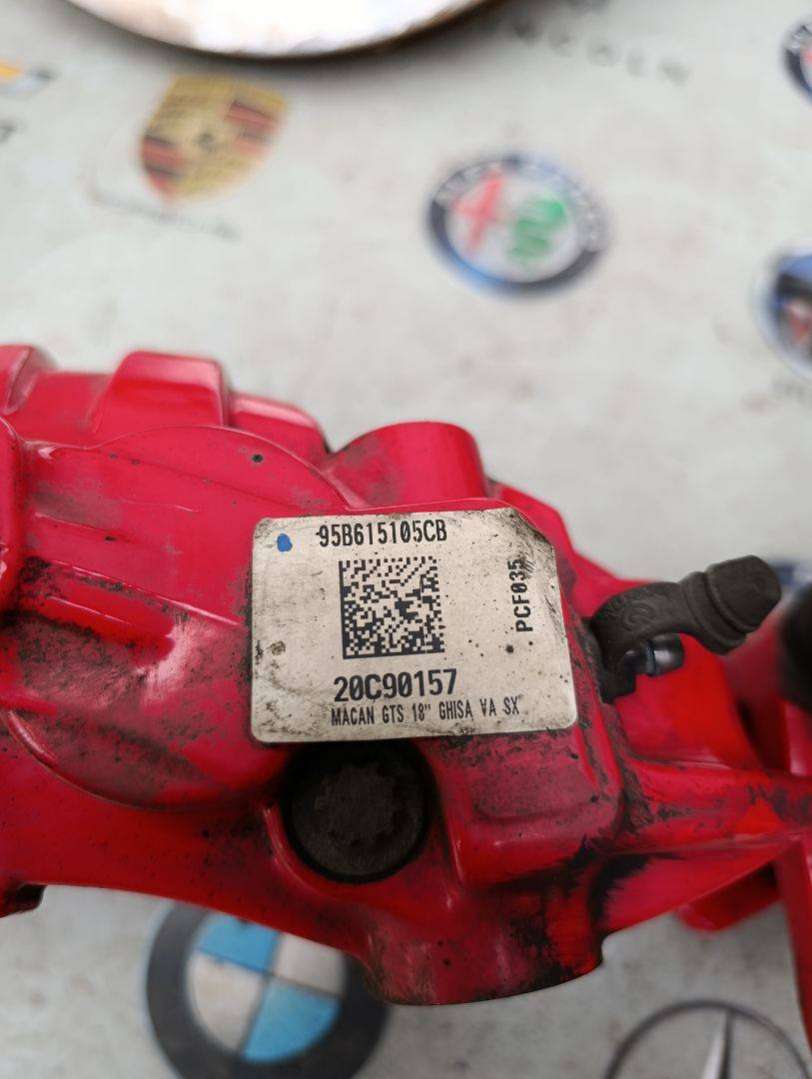 95B615105CB
PCF035
20C90157
MACAN GTS 18" GHISA VA SX